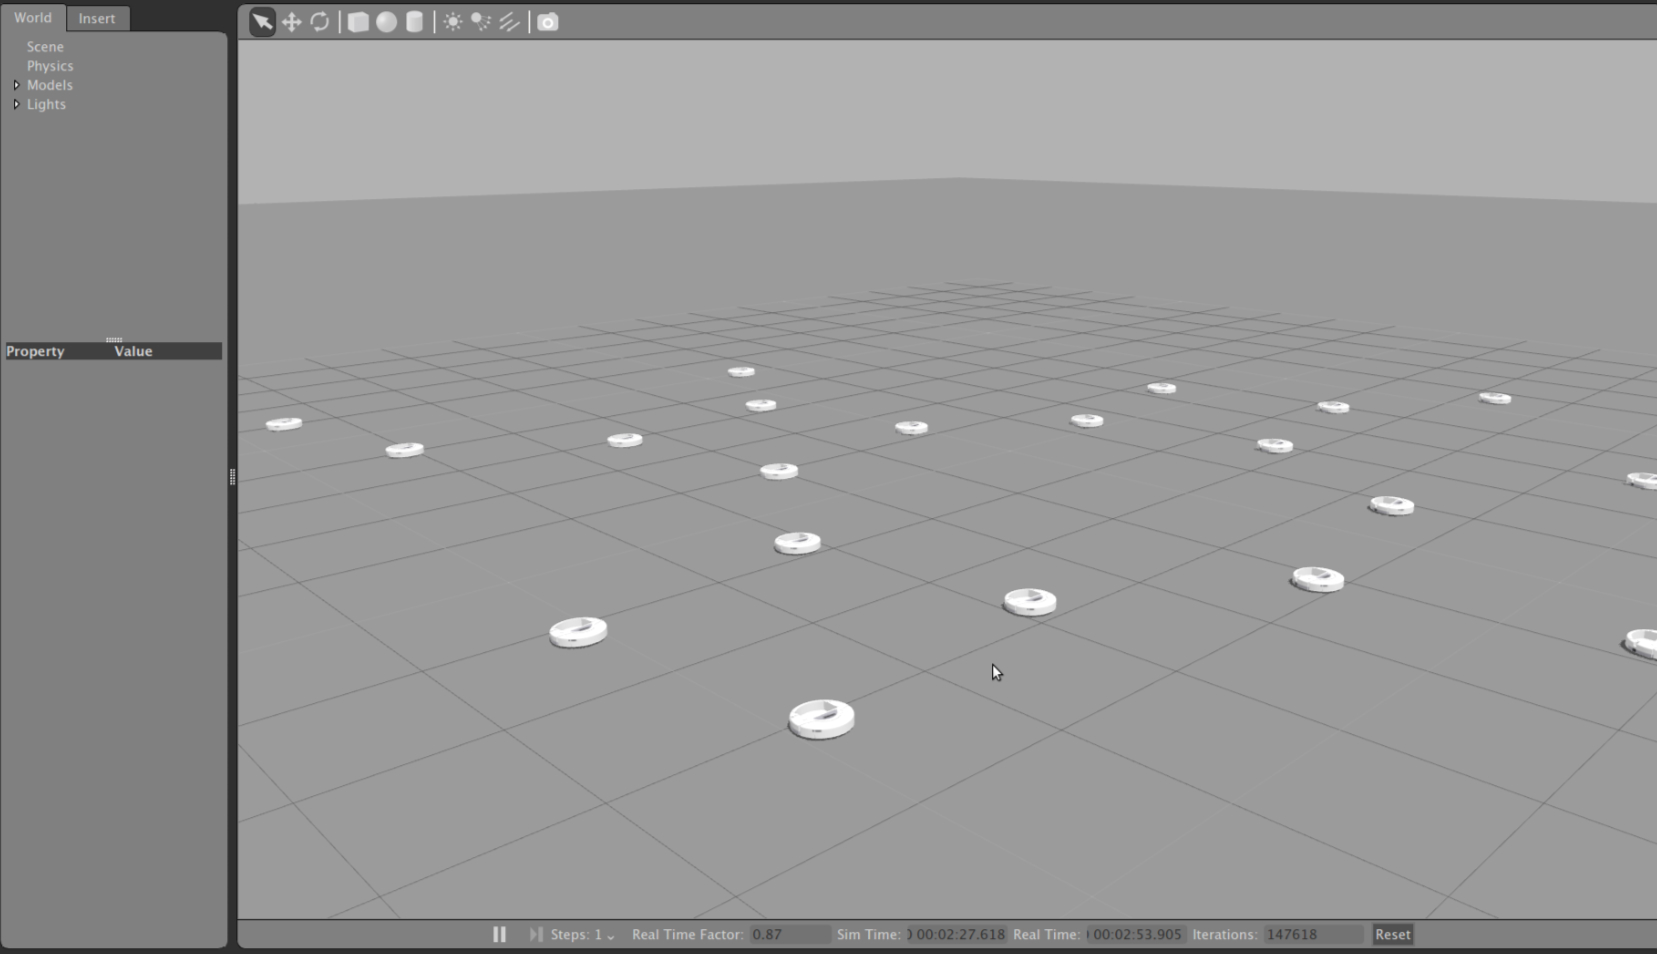 World Insert
Scene
Physics
Models
Lights
Property Value
Steps: 1 Real Time Factor: 0.87 Sim Time: 00:02:27.618 Real Time: 00:02:53.905 Iterations: 147618 Reset